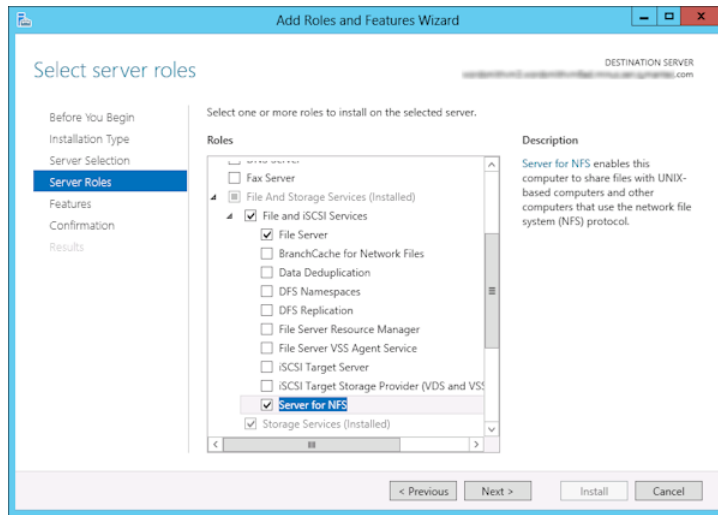 Add Roles and Features Wizard
Select server roles
DESTINATION SERVER
.com
Before You Begin
Installation Type
Server Selection
Server Roles
Features
Confirmation
Results
Select one or more roles to install on the selected server.
Roles
Fax Server
File And Storage Services (Installed)
File and iSCSI Services
File Server
BranchCache for Network Files
Data Deduplication
DFS Namespaces
DFS Replication
File Server Resource Manager
File Server VSS Agent Service
iSCSI Target Server
iSCSI Target Storage Provider (VDS and VSS
Server for NFS
Storage Services (Installed)
Description
Server for NFS enables this
computer to share files with UNIX-
based computers and other
computers that use the network file
system (NFS) protocol.
< Previous
Next >
Install
Cancel